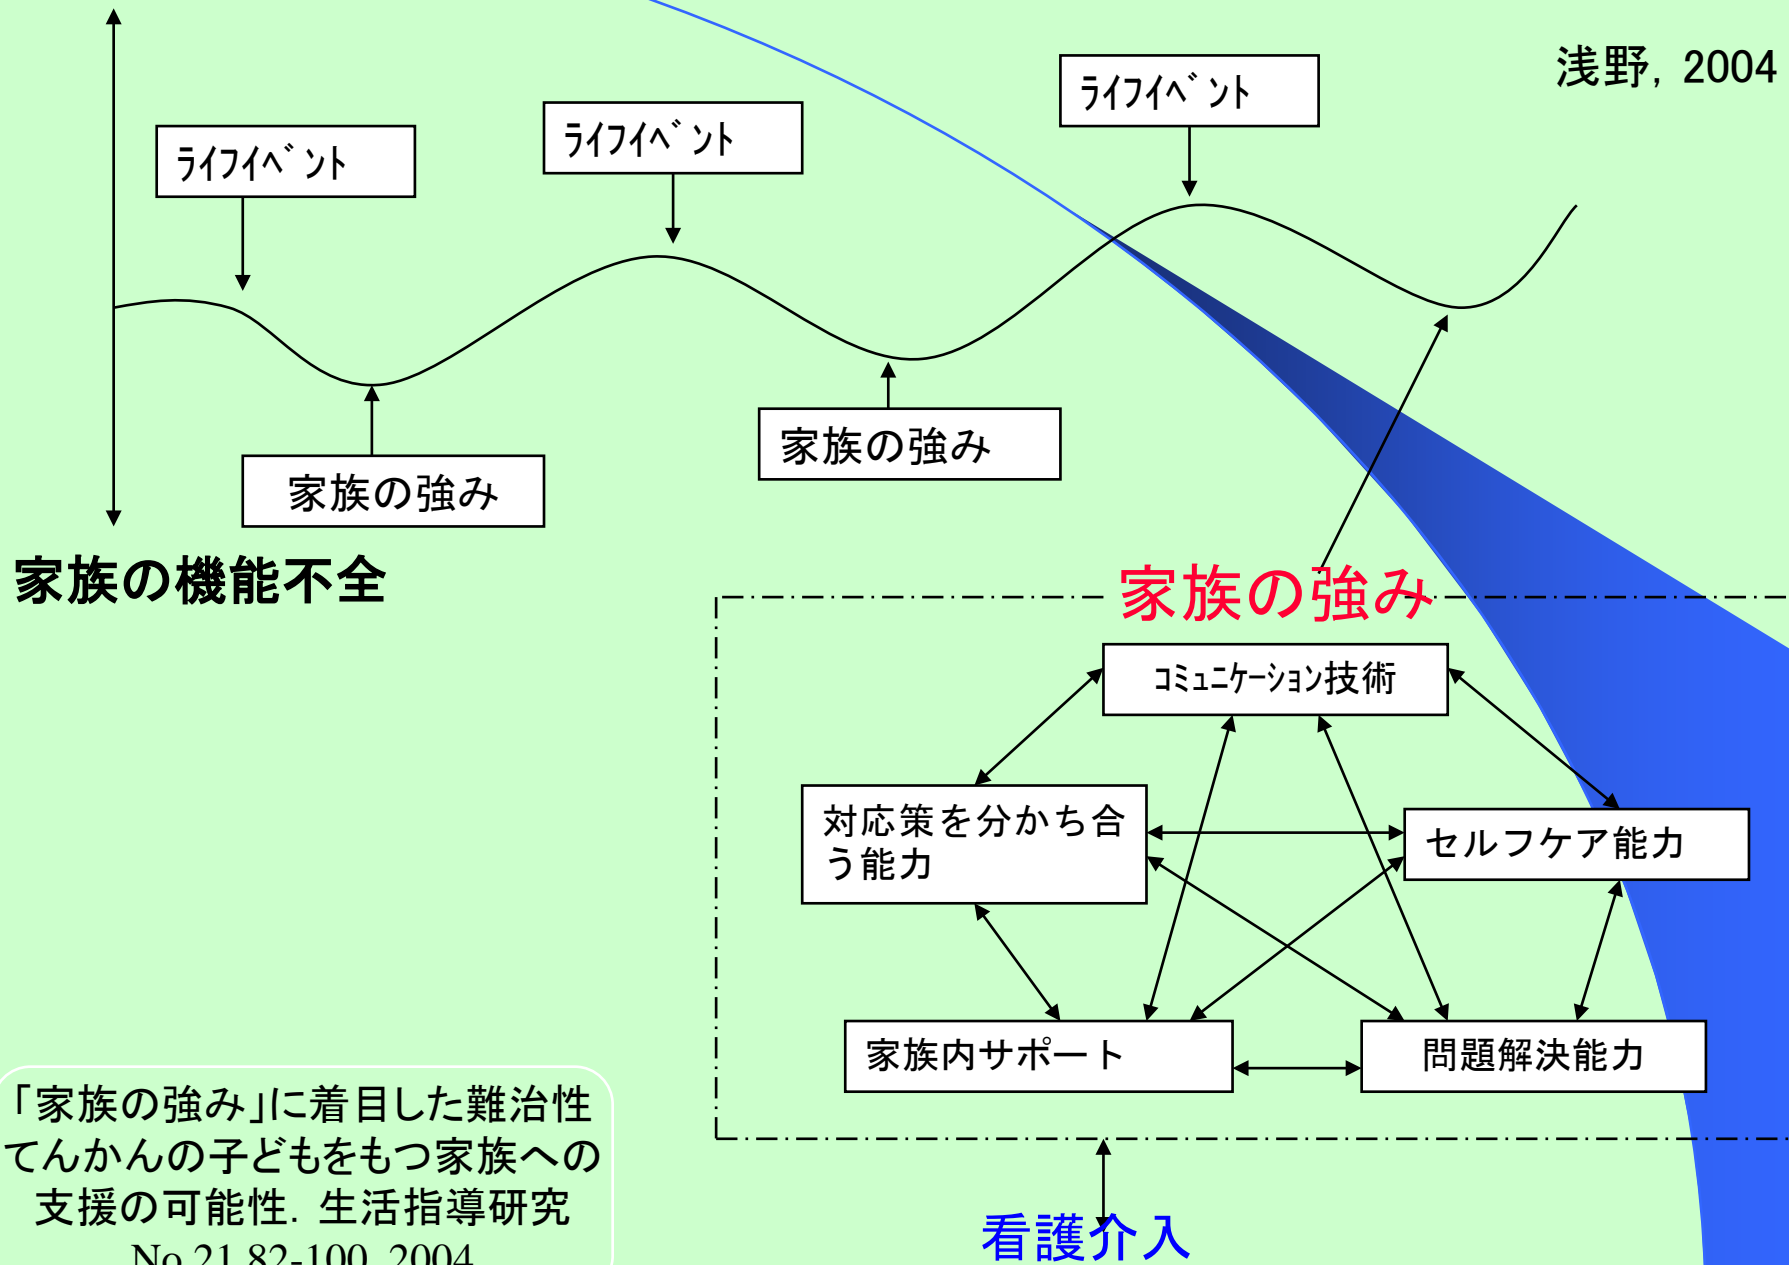 浅野, 2004
ﾗｲﾌｲﾍﾞﾝﾄ
ﾗｲﾌｲﾍﾞﾝﾄ
ﾗｲﾌｲﾍﾞﾝﾄ
家族の強み
家族の強み
家族の機能不全
家族の強み
ｺﾐｭﾆｹｰｼｮﾝ技術
対応策を分かち合
う能力
セルフケア能力
家族内サポート
問題解決能力
看護介入
「家族の強み」に着目した難治性
てんかんの子どもをもつ家族への
支援の可能性. 生活指導研究
No.21,82-100, 2004